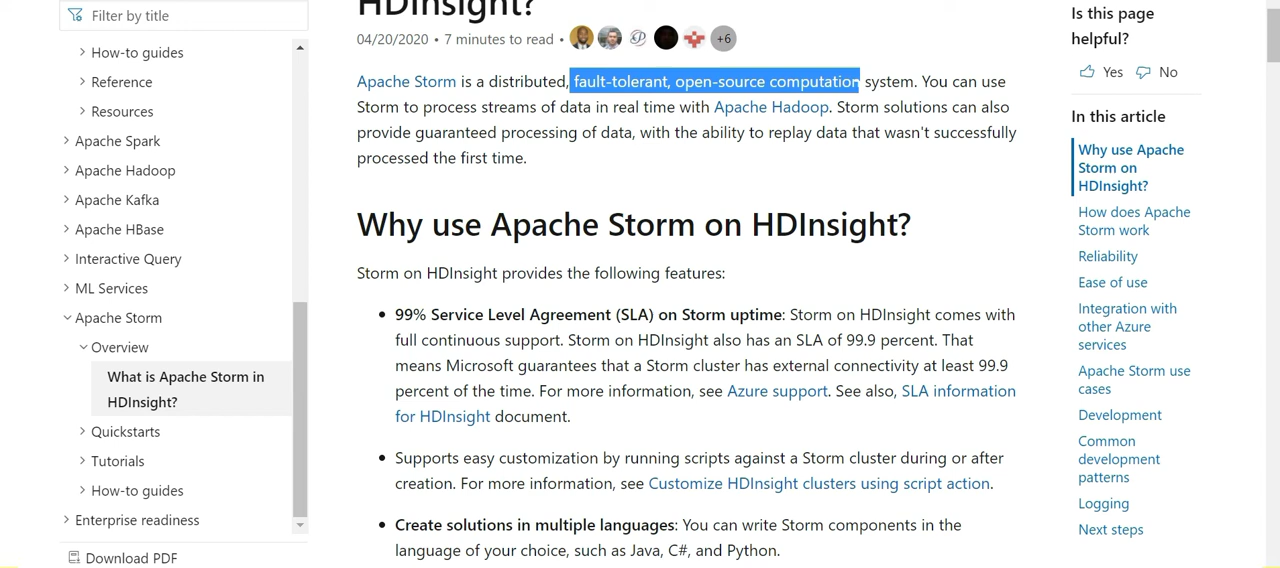 Filter by title
How-to guides
Reference
Resources
Apache Spark
Apache Hadoop
Apache Kafka
Apache HBase
Interactive Query
ML Services
Apache Storm
Overview
What is Apache Storm in
HDInsight?
Quickstarts
Tutorials
How-to guides
Enterprise readiness
Download PDF
HDInsight?
04/20/2020 • 7 minutes to read •
+6
Apache Storm is a distributed, fault-tolerant, open-source computation system. You can use
Storm to process streams of data in real time with Apache Hadoop. Storm solutions can also
provide guaranteed processing of data, with the ability to replay data that wasn't successfully
processed the first time.
Why use Apache Storm on HDInsight?
Storm on HDInsight provides the following features:
• 99% Service Level Agreement (SLA) on Storm uptime: Storm on HDInsight comes with
full continuous support. Storm on HDInsight also has an SLA of 99.9 percent. That
means Microsoft guarantees that a Storm cluster has external connectivity at least 99.9
percent of the time. For more information, see Azure support. See also, SLA information
for HDInsight document.
• Supports easy customization by running scripts against a Storm cluster during or after
creation. For more information, see Customize HDInsight clusters using script action.
• Create solutions in multiple languages: You can write Storm components in the
language of your choice, such as Java, C#, and Python.
Is this page
helpful?
Yes No
In this article
Why use Apache
Storm on
HDInsight?
How does Apache
Storm work
Reliability
Ease of use
Integration with
other Azure
services
Apache Storm use
cases
Development
Common
development
patterns
Logging
Next steps